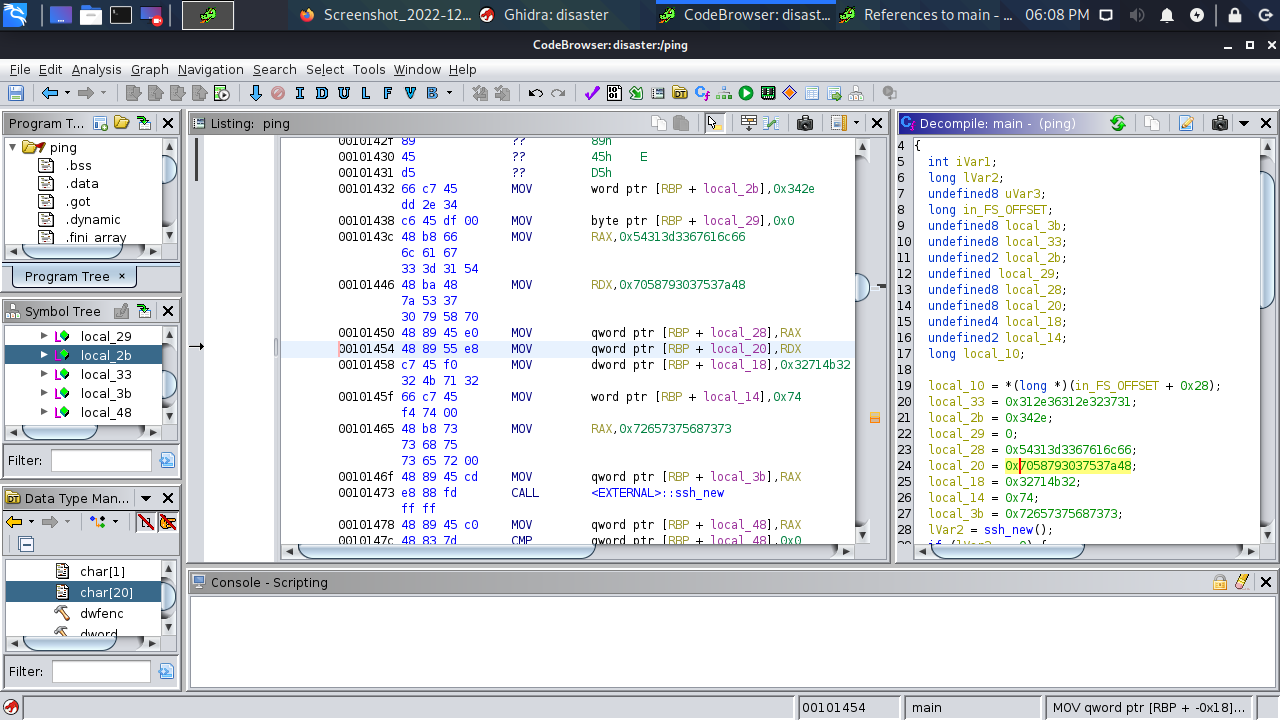 Screenshot_2022-12...
Ghidra: disaster
CodeBrowser: disast...
References to main - ...
06:08 PM
CodeBrowser: disaster:/ping
File Edit Analysis Graph Navigation Search Select Tools Window Help
I D U L F V B
Program T...
ping
.bss
.data
.got
.dynamic
.fini_array
Program Tree ×
Symbol Tree
local_29
local_2b
local_33
local_3b
local_48
Filter:
Data Type Man...
char[1]
char[20]
dwfenc
dword
Filter:
Listing: ping
0010142f 89 ?? 89h
00101430 45 ?? 45h E
00101431 d5 ?? D5h
00101432 66 c7 45 MOV word ptr [RBP + local_2b],0x342e
dd 2e 34
00101438 c6 45 df 00 MOV byte ptr [RBP + local_29],0x0
0010143c 48 b8 66 MOV RAX,0x54313d3367616c66
6c 61 67
33 3d 31 54
00101446 48 ba 48 MOV RDX,0x7058793037537a48
7a 53 37
30 79 58 70
00101450 48 89 45 e0 MOV qword ptr [RBP + local_28],RAX
00101454 48 89 55 e8 MOV qword ptr [RBP + local_20],RDX
00101458 c7 45 f0 MOV dword ptr [RBP + local_18],0x32714b32
32 4b 71 32
0010145f 66 c7 45 MOV word ptr [RBP + local_14],0x74
f4 74 00
00101465 48 b8 73 MOV RAX,0x72657375687373
73 68 75
73 65 72 00
0010146f 48 89 45 cd MOV qword ptr [RBP + local_3b],RAX
00101473 e8 88 fd CALL <EXTERNAL>::ssh_new
ff ff
00101478 48 89 45 c0 MOV qword ptr [RBP + local_48],RAX
0010147c 48 83 7d CMP qword ptr [RBP + local_48],0x0
Decompile: main - (ping)
4 {
5 int iVar1;
6 long lVar2;
7 undefined8 uVar3;
8 long in_FS_OFFSET;
9 undefined8 local_3b;
10 undefined8 local_33;
11 undefined2 local_2b;
12 undefined local_29;
13 undefined8 local_28;
14 undefined8 local_20;
15 undefined4 local_18;
16 undefined2 local_14;
17 long local_10;
18
19 local_10 = *(long *)(in_FS_OFFSET + 0x28);
20 local_33 = 0x312e36312e323731;
21 local_2b = 0x342e;
22 local_29 = 0;
23 local_28 = 0x54313d3367616c66;
24 local_20 = 0x7058793037537a48;
25 local_18 = 0x32714b32;
26 local_14 = 0x74;
27 local_3b = 0x72657375687373;
28 lVar2 = ssh_new();
Console - Scripting
00101454
main
MOV qword ptr [RBP + -0x18]...